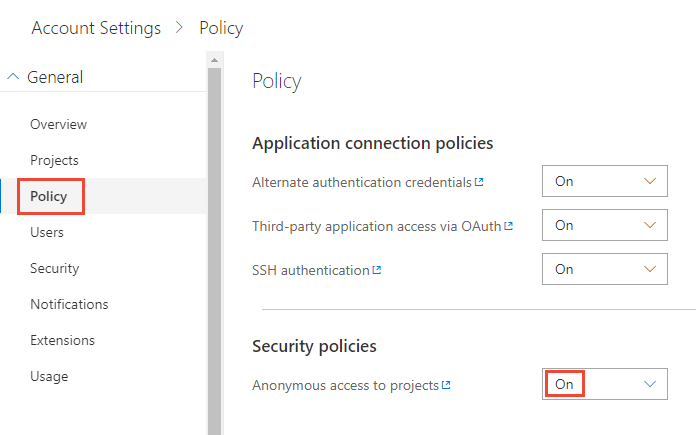 Account Settings > Policy
General
Overview
Projects
Policy
Users
Security
Notifications
Extensions
Usage
Policy
Application connection policies
Alternate authentication credentials On
Third-party application access via OAuth On
SSH authentication On
Security policies
Anonymous access to projects On